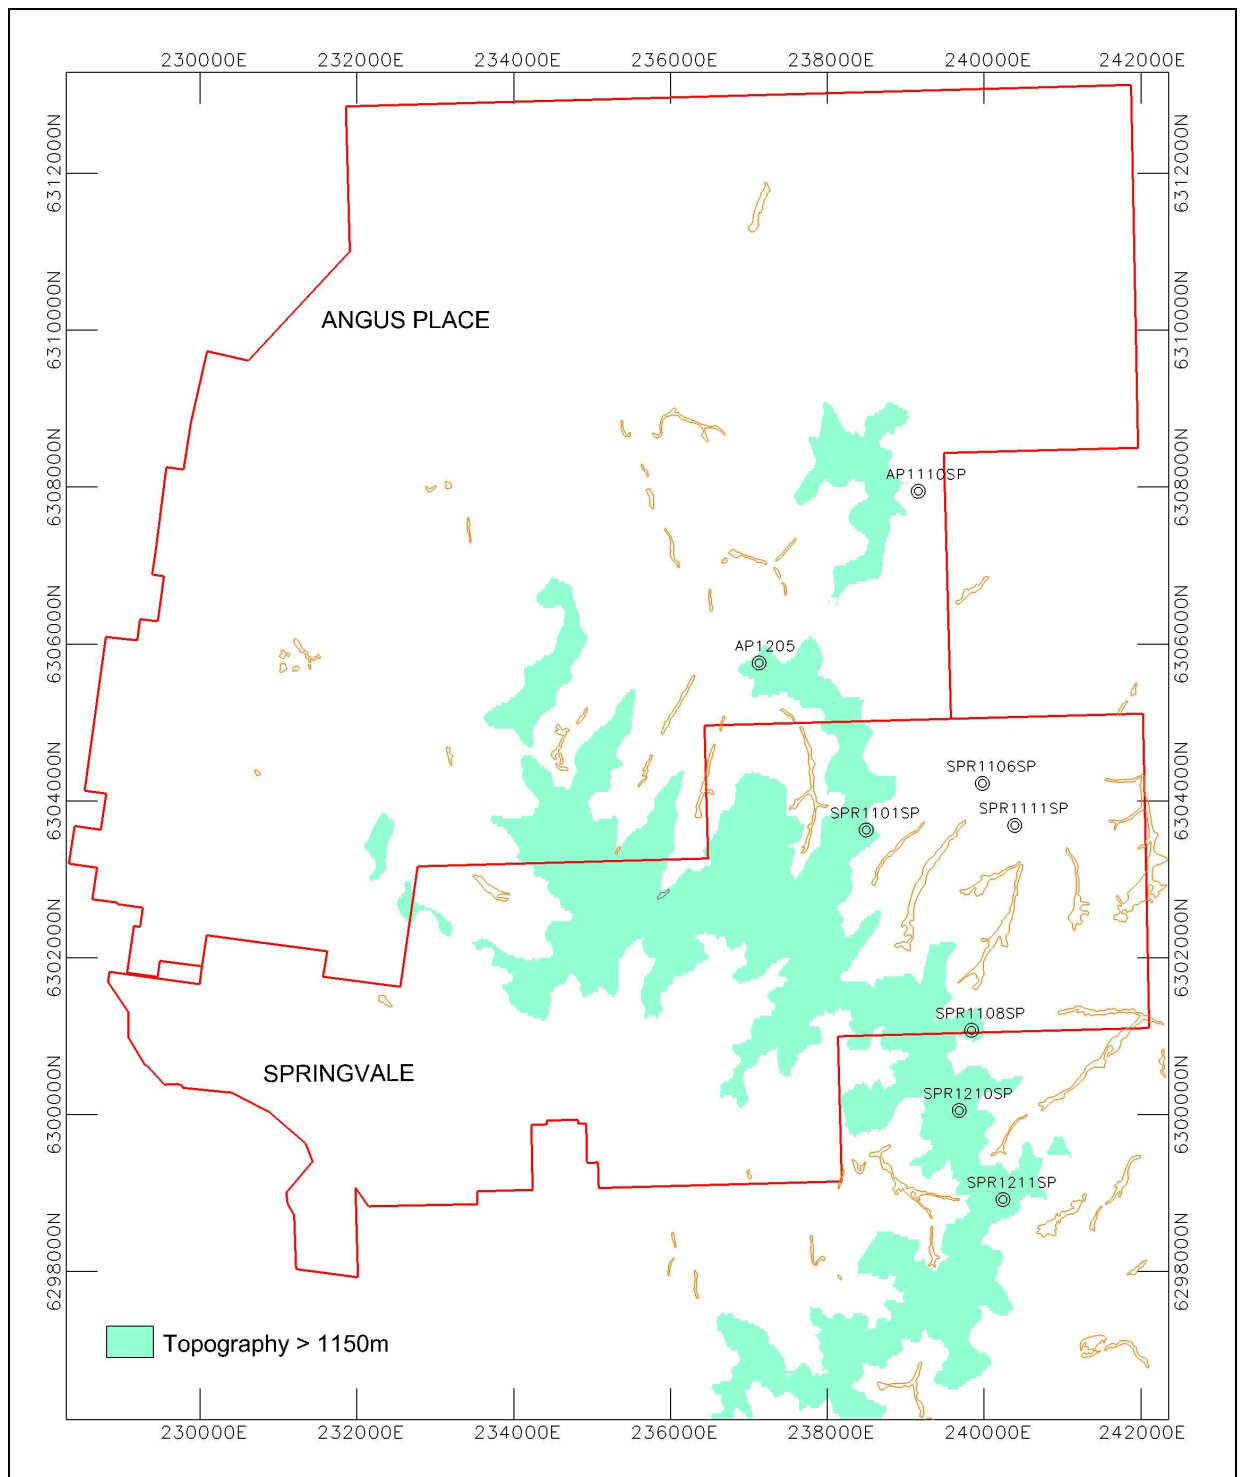 230000E 232000E 234000E 236000E 238000E 240000E 242000E
6312000N 6312000N
ANGUS PLACE
6310000N 6310000N
AP1110SP
6308000N 6308000N
6306000N 6306000N
AP1205
SPR1106SP
6304000N 6304000N
SPR1101SP SPR1111SP
6302000N 6302000N
SPR1108SP
SPRINGVALE
SPR1210SP
6300000N 6300000N
SPR1211SP
6298000N 6298000N
Topography > 1150m
230000E 232000E 234000E 236000E 238000E 240000E 242000E